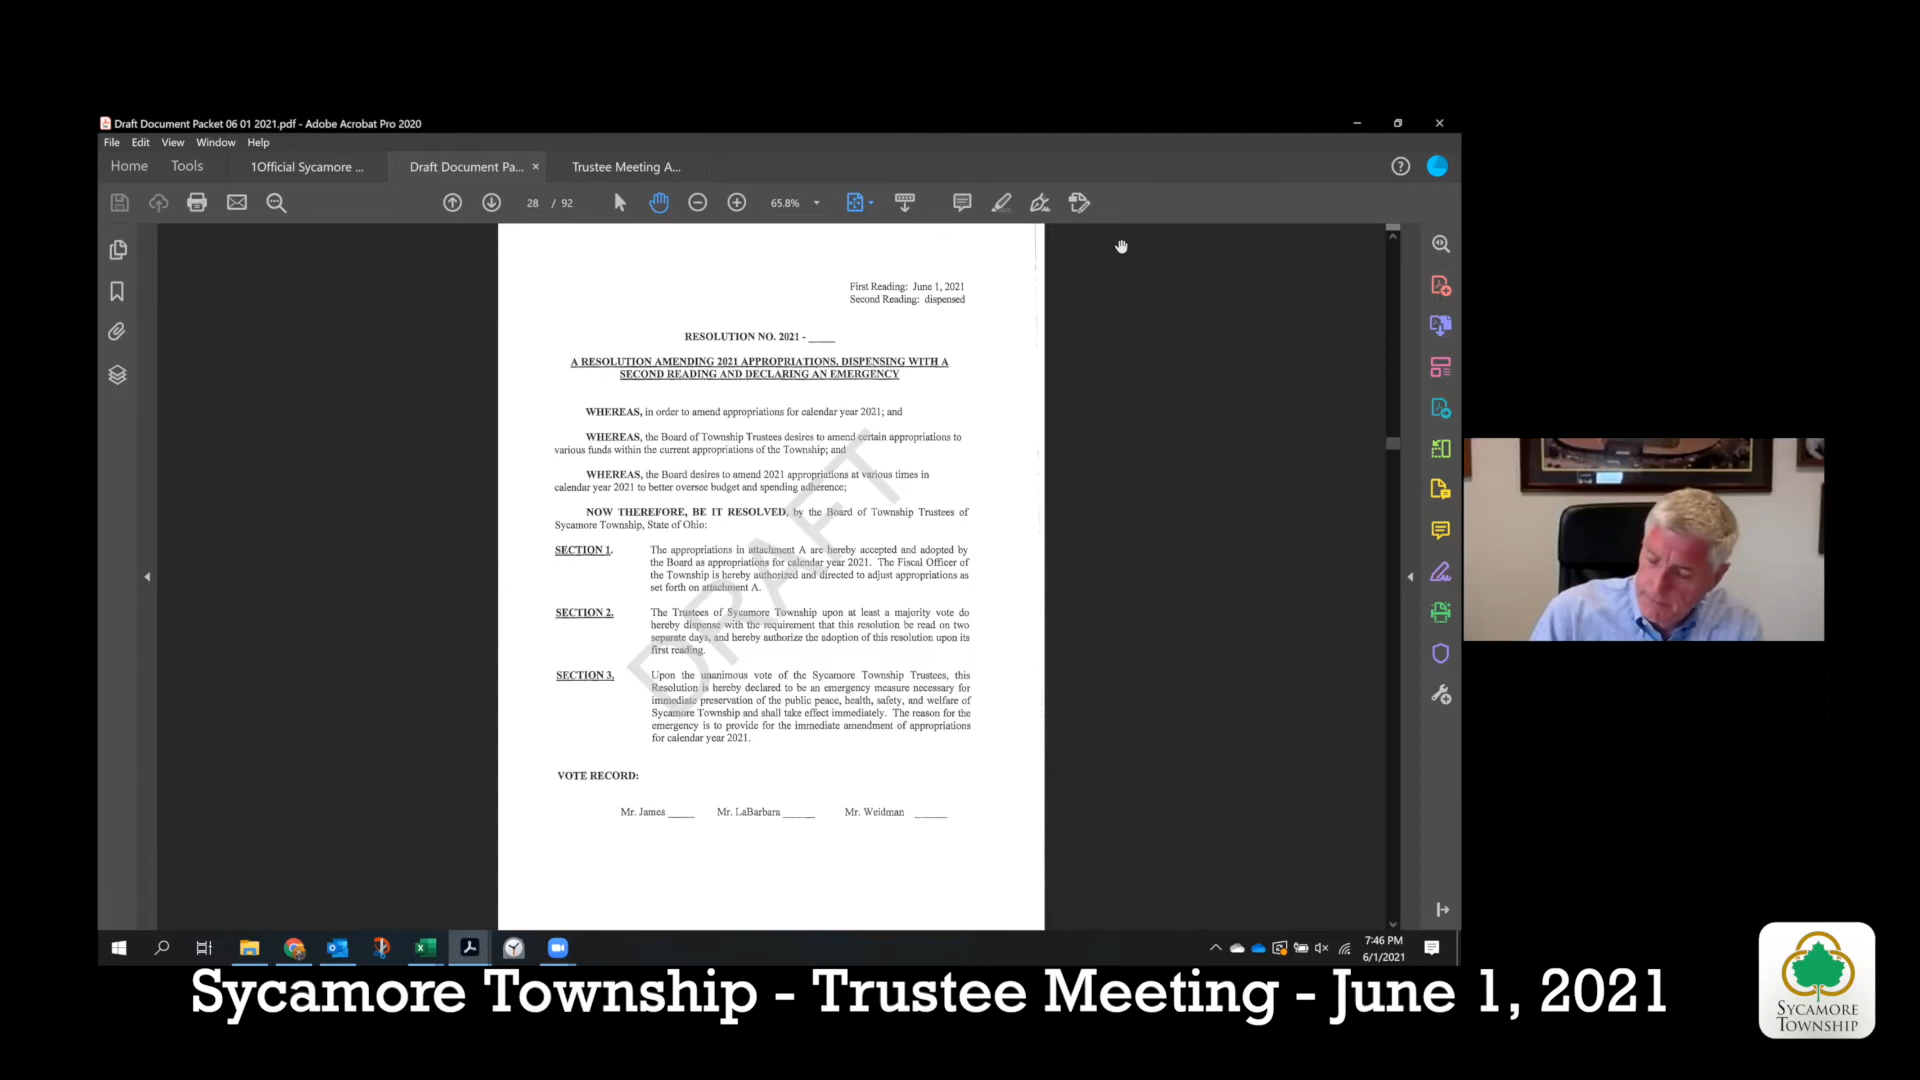 Draft Document Packet 06 01 2021.pdf - Adobe Acrobat Pro 2020
File Edit View Window Help
Home Tools 1Official Sycamore ... Draft Document Pa... × Trustee Meeting A...
28 / 92 65.8%
First Reading: June 1, 2021
Second Reading: dispensed
RESOLUTION NO. 2021 - _____
A RESOLUTION AMENDING 2021 APPROPRIATIONS, DISPENSING WITH A
SECOND READING AND DECLARING AN EMERGENCY
WHEREAS, in order to amend appropriations for calendar year 2021; and
WHEREAS, the Board of Township Trustees desires to amend certain appropriations to
various funds within the current appropriations of the Township; and
WHEREAS, the Board desires to amend 2021 appropriations at various times in
calendar year 2021 to better oversee budget and spending adherence;
NOW THEREFORE, BE IT RESOLVED, by the Board of Township Trustees of
Sycamore Township, State of Ohio:
SECTION 1. The appropriations in attachment A are hereby accepted and adopted by
the Board as appropriations for calendar year 2021. The Fiscal Officer of
the Township is hereby authorized and directed to adjust appropriations as
set forth on attachment A.
SECTION 2. The Trustees of Sycamore Township upon at least a majority vote do
hereby dispense with the requirement that this resolution be read on two
separate days, and hereby authorize the adoption of this resolution upon its
first reading.
SECTION 3. Upon the unanimous vote of the Sycamore Township Trustees, this
Resolution is hereby declared to be an emergency measure necessary for
immediate preservation of the public peace, health, safety, and welfare of
Sycamore Township and shall take effect immediately. The reason for the
emergency is to provide for the immediate amendment of appropriations
for calendar year 2021.
VOTE RECORD:
Mr. James _____ Mr. LaBarbara ______ Mr. Weidman ______
DRAFT
7:46 PM
6/1/2021
Sycamore Township - Trustee Meeting - June 1, 2021
SYCAMORE
TOWNSHIP